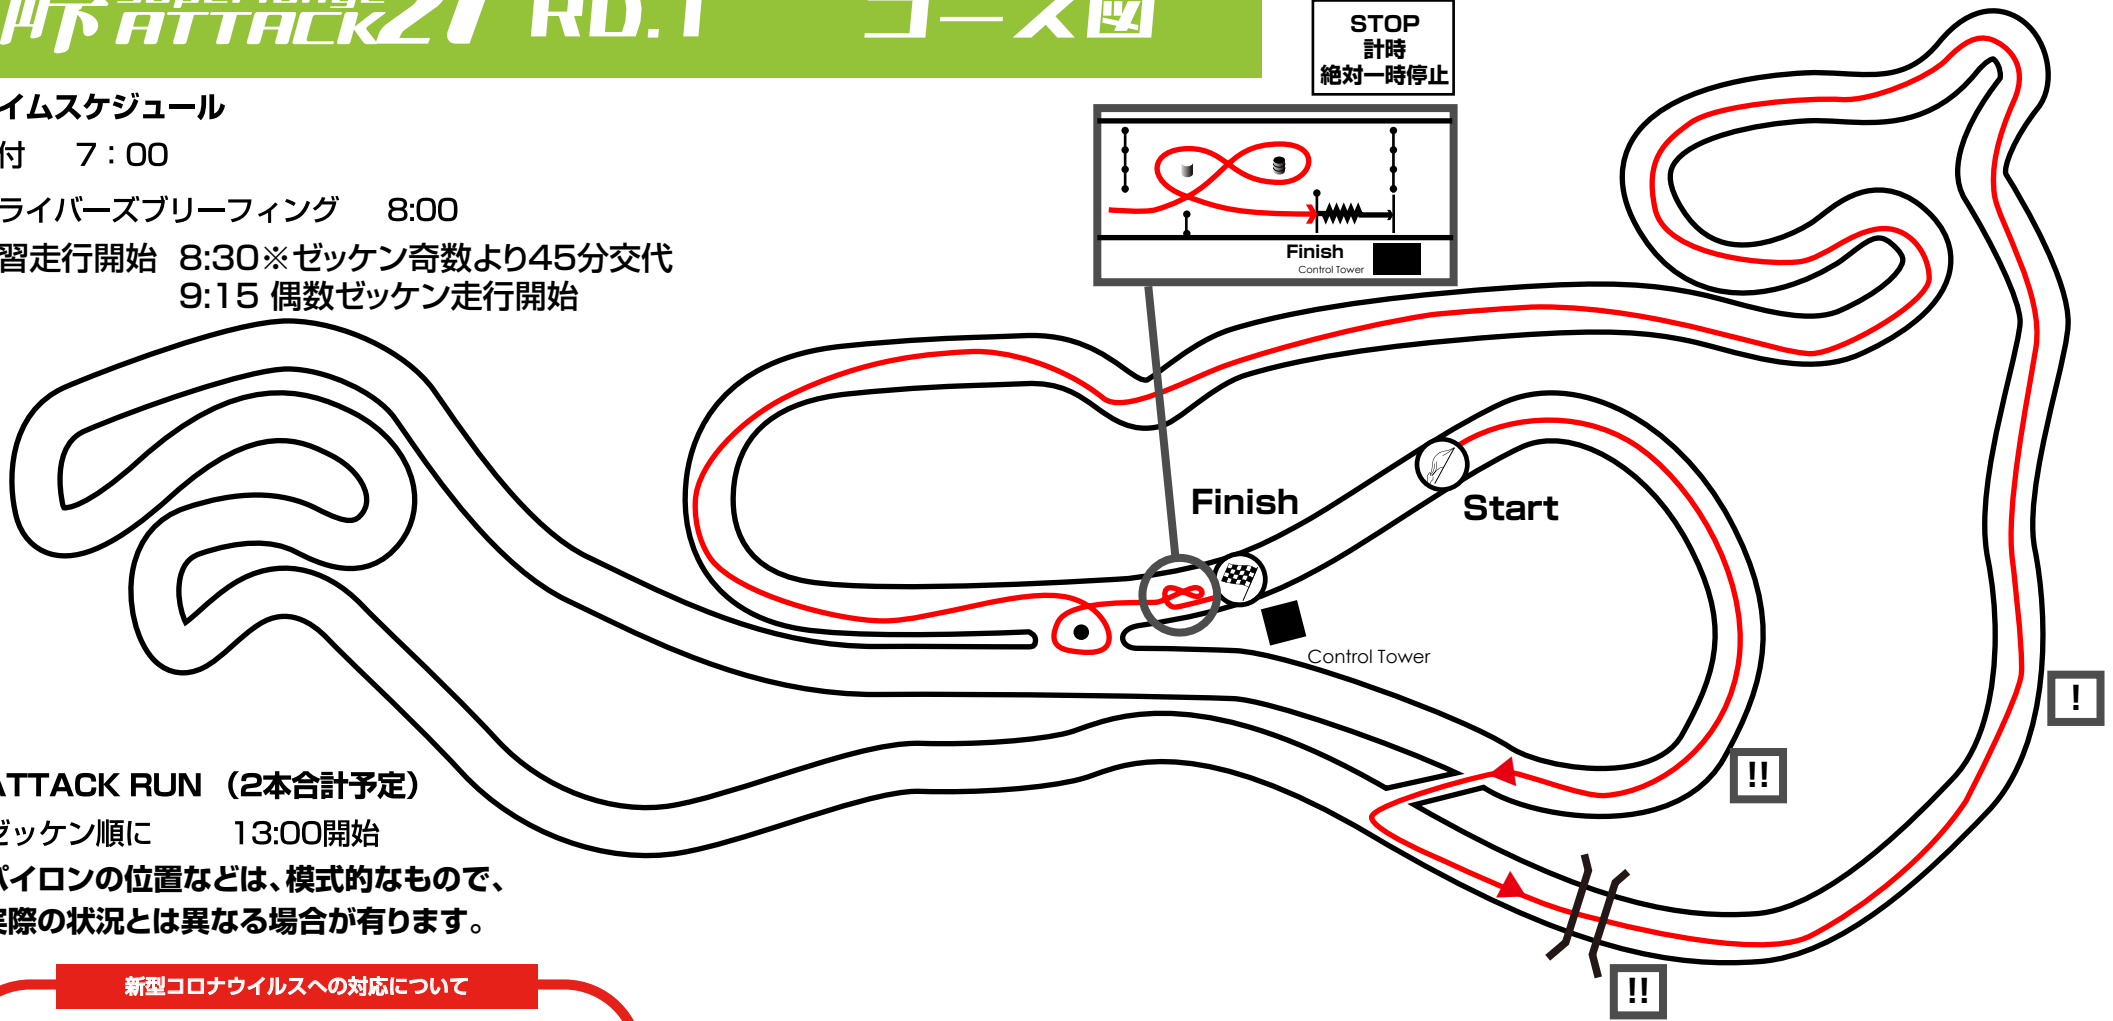 峠 Superlunge ATTACK27 RD.1 コース図
STOP
計時
絶対一時停止
イムスケジュール
付 7：00
ライバーズブリーフィング 8:00
習走行開始 8:30※ゼッケン奇数より45分交代
9:15 偶数ゼッケン走行開始
Finish
Control Tower
Finish
Start
Control Tower
!
!!
!!
ATTACK RUN （2本合計予定）
ゼッケン順に 13:00開始
パイロンの位置などは、模式的なもので、
実際の状況とは異なる場合が有ります。
新型コロナウイルスへの対応について